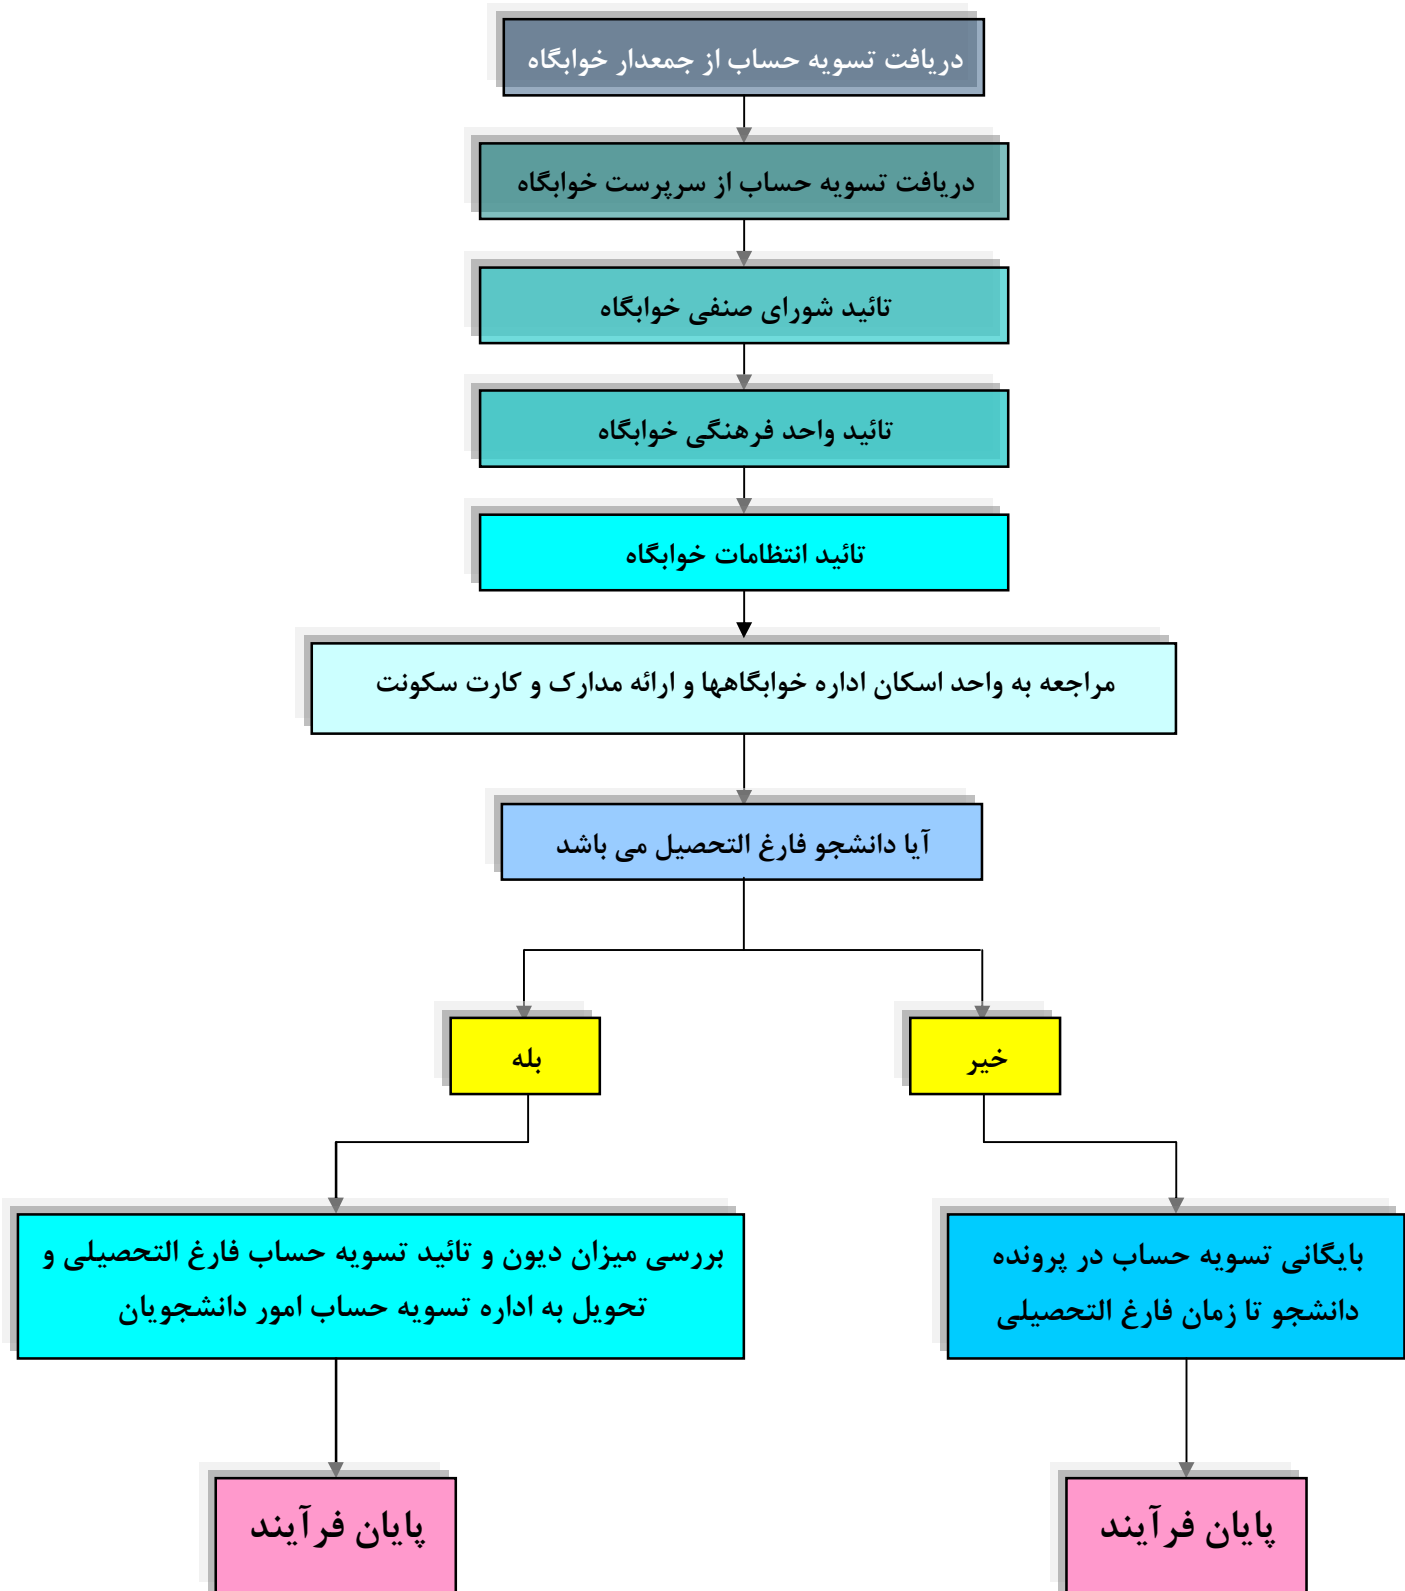 دریافت تسویه حساب از جمعدار خوابگاه
دریافت تسویه حساب از سرپرست خوابگاه
تائید شورای صنفی خوابگاه
تائید واحد فرهنگی خوابگاه
تائید انتظامات خوابگاه
مراجعه به واحد اسکان اداره خوابگاهها و ارائه مدارک و کارت سکونت
آیا دانشجو فارغ التحصیل می باشد
خیر
بله
بایگانی تسویه حساب در پرونده
دانشجو تا زمان فارغ التحصیلی
بررسی میزان دیون و تائید تسویه حساب فارغ التحصیلی و
تحویل به اداره تسویه حساب امور دانشجویان
پایان فرآیند
پایان فرآیند